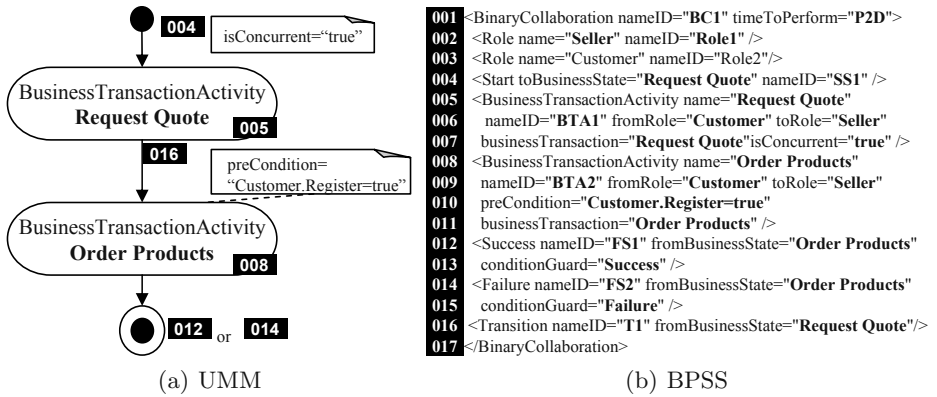 004
isConcurrent=“true”
BusinessTransactionActivity
Request Quote
005
016
preCondition=
“Customer.Register=true”
BusinessTransactionActivity
Order Products
008
012 or 014
(a) UMM
001 <BinaryCollaboration nameID="BC1" timeToPerform="P2D">
002 <Role name="Seller" nameID="Role1" />
003 <Role name="Customer" nameID="Role2"/>
004 <Start toBusinessState="Request Quote" nameID="SS1" />
005 <BusinessTransactionActivity name="Request Quote"
006 nameID="BTA1" fromRole="Customer" toRole="Seller"
007 businessTransaction="Request Quote"isConcurrent="true" />
008 <BusinessTransactionActivity name="Order Products"
009 nameID="BTA2" fromRole="Customer" toRole="Seller"
010 preCondition="Customer.Register=true"
011 businessTransaction="Order Products" />
012 <Success nameID="FS1" fromBusinessState="Order Products"
013 conditionGuard="Success" />
014 <Failure nameID="FS2" fromBusinessState="Order Products"
015 conditionGuard="Failure" />
016 <Transition nameID="T1" fromBusinessState="Request Quote"/>
017 </BinaryCollaboration>
(b) BPSS